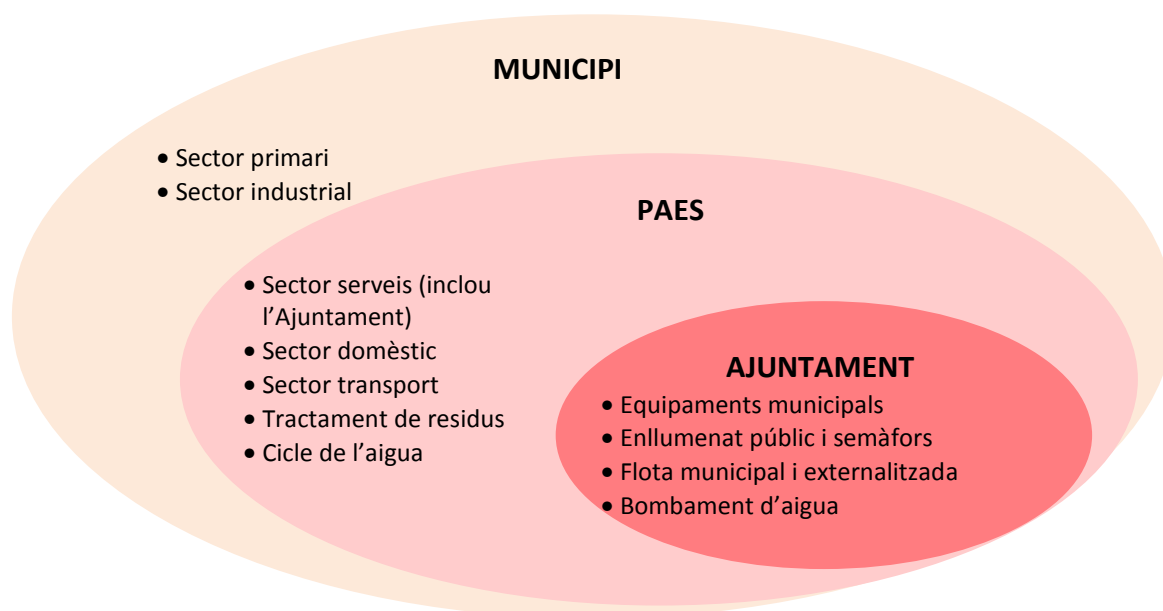 MUNICIPI
• Sector primari
• Sector industrial
PAES
• Sector serveis (inclou
l’Ajuntament)
• Sector domèstic
• Sector transport
• Tractament de residus
• Cicle de l’aigua
AJUNTAMENT
• Equipaments municipals
• Enllumenat públic i semàfors
• Flota municipal i externalitzada
• Bombament d’aigua